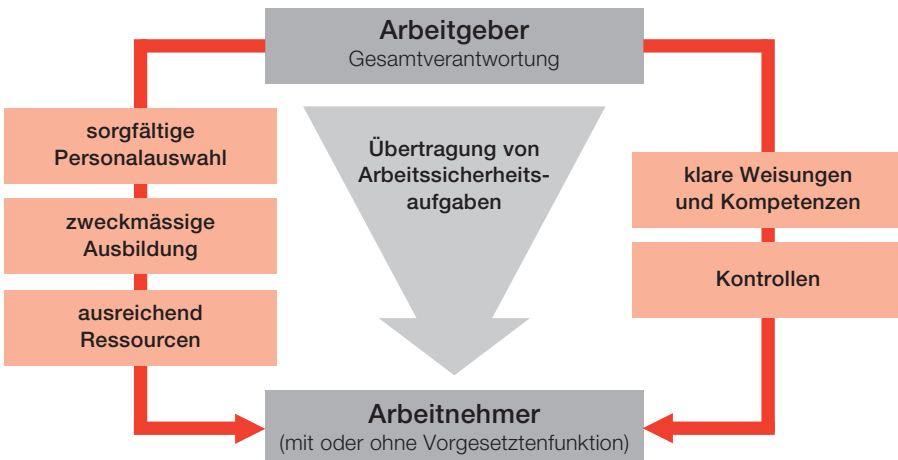 Arbeitgeber
Gesamtverantwortung
sorgfältige
Personalauswahl
zweckmässige
Ausbildung
ausreichend
Ressourcen
Übertragung von
Arbeitssicherheits-
aufgaben
klare Weisungen
und Kompetenzen
Kontrollen
Arbeitnehmer
(mit oder ohne Vorgesetztenfunktion)